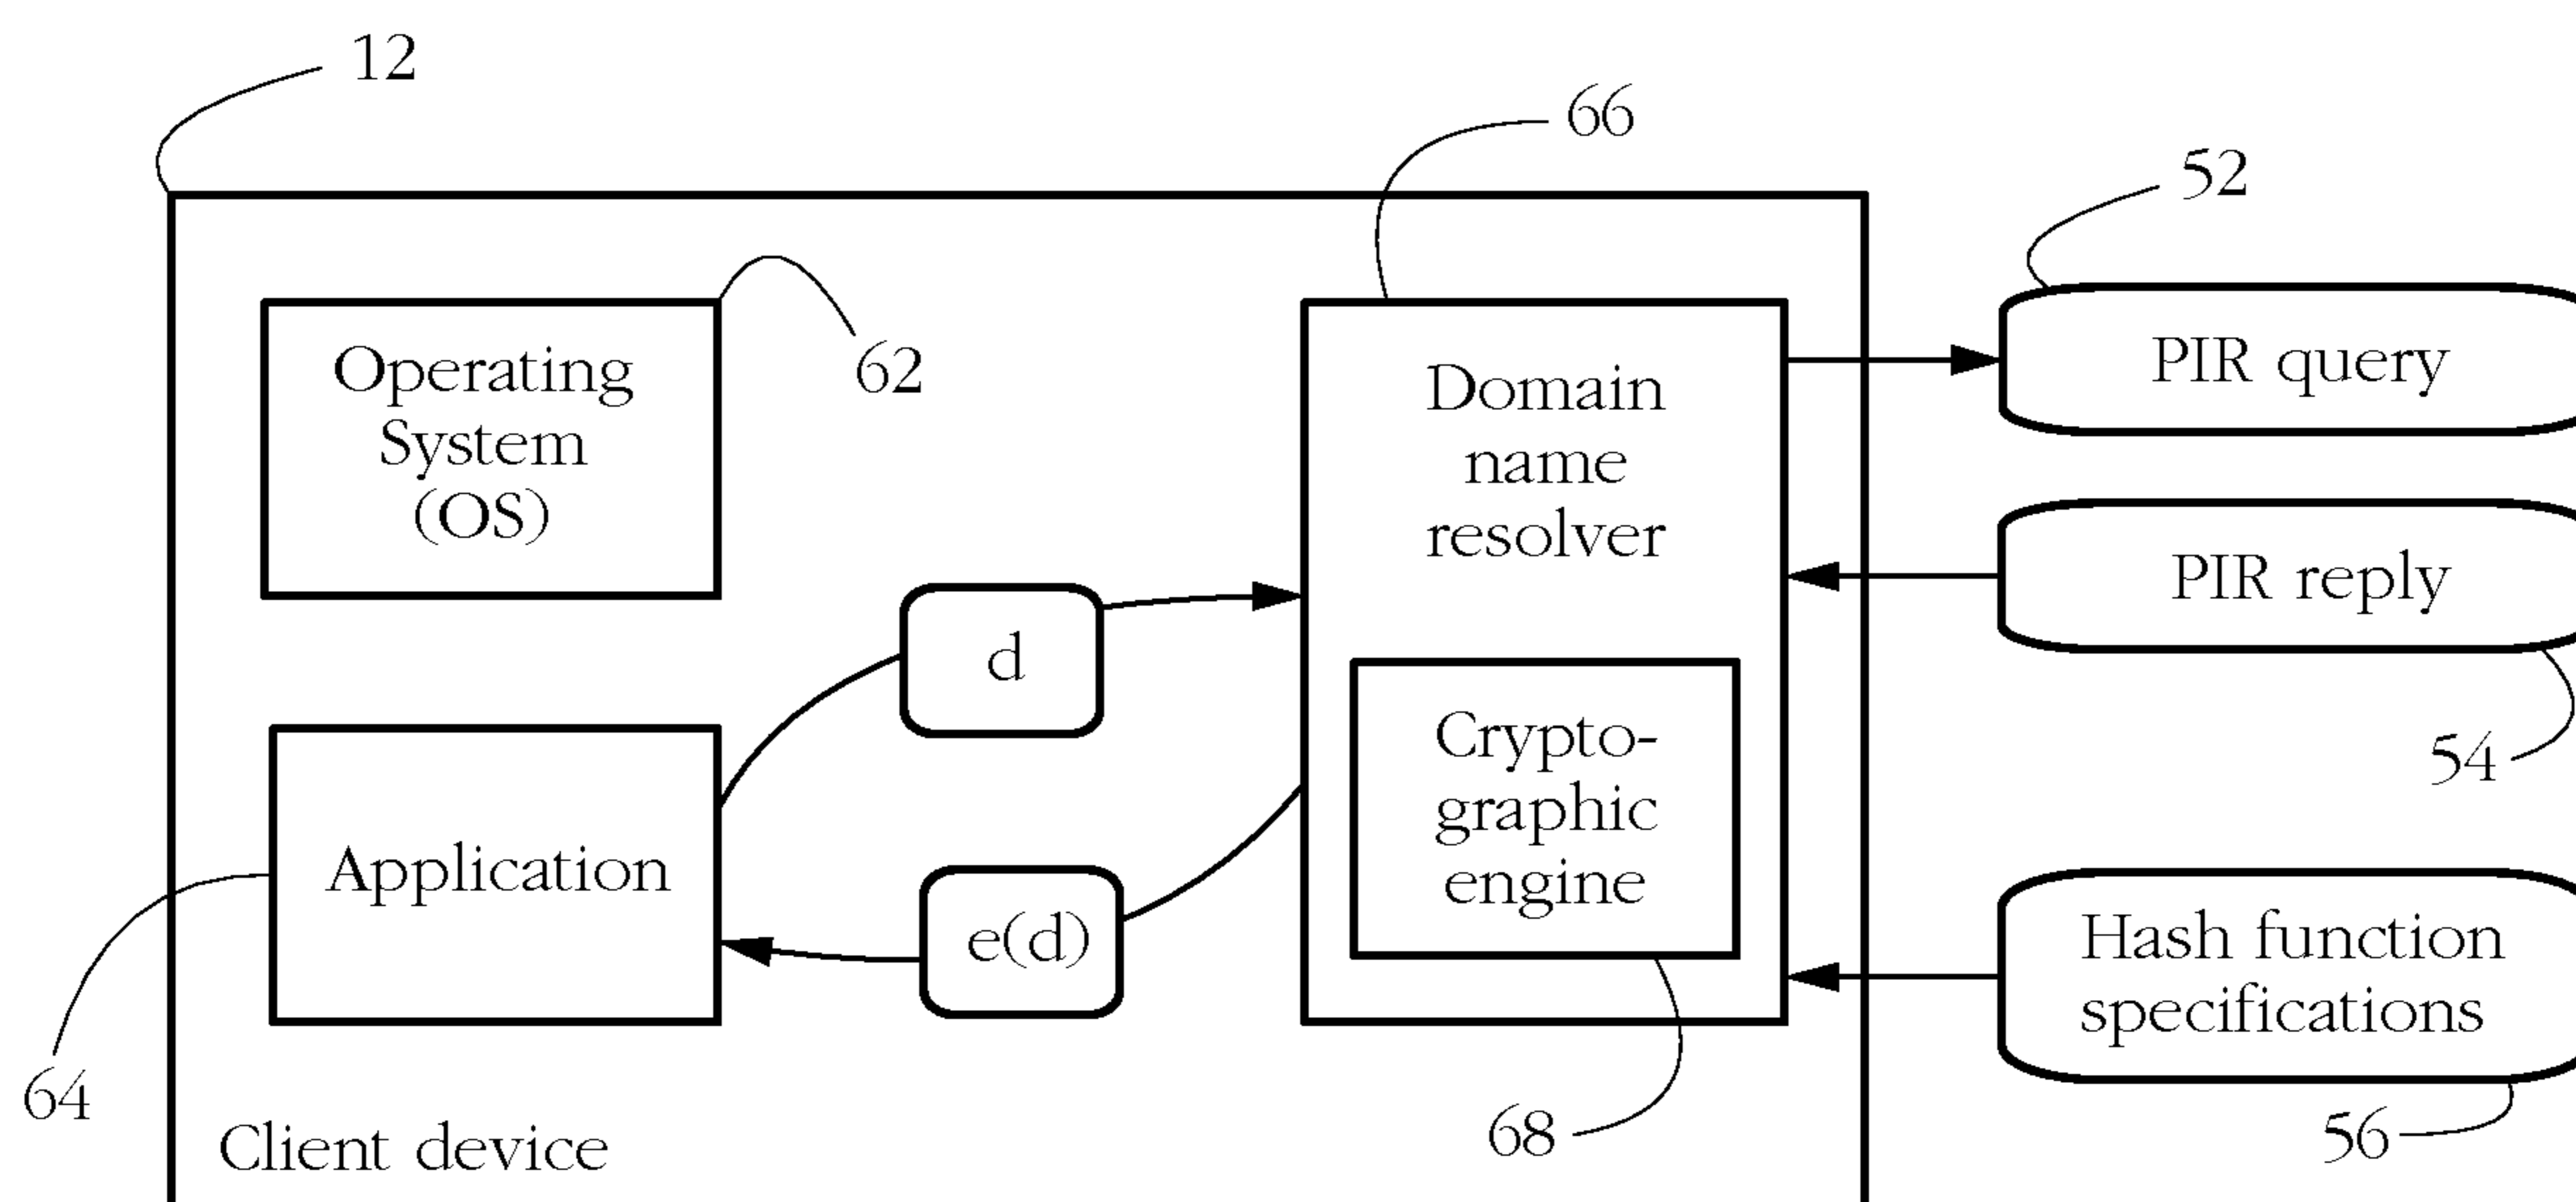 12
66
52
62
Operating
System
(OS)
Domain
name
resolver
PIR query
PIR reply
d
54
Crypto-
graphic
engine
Application
e(d)
Hash function
specifications
64
68
56
Client device